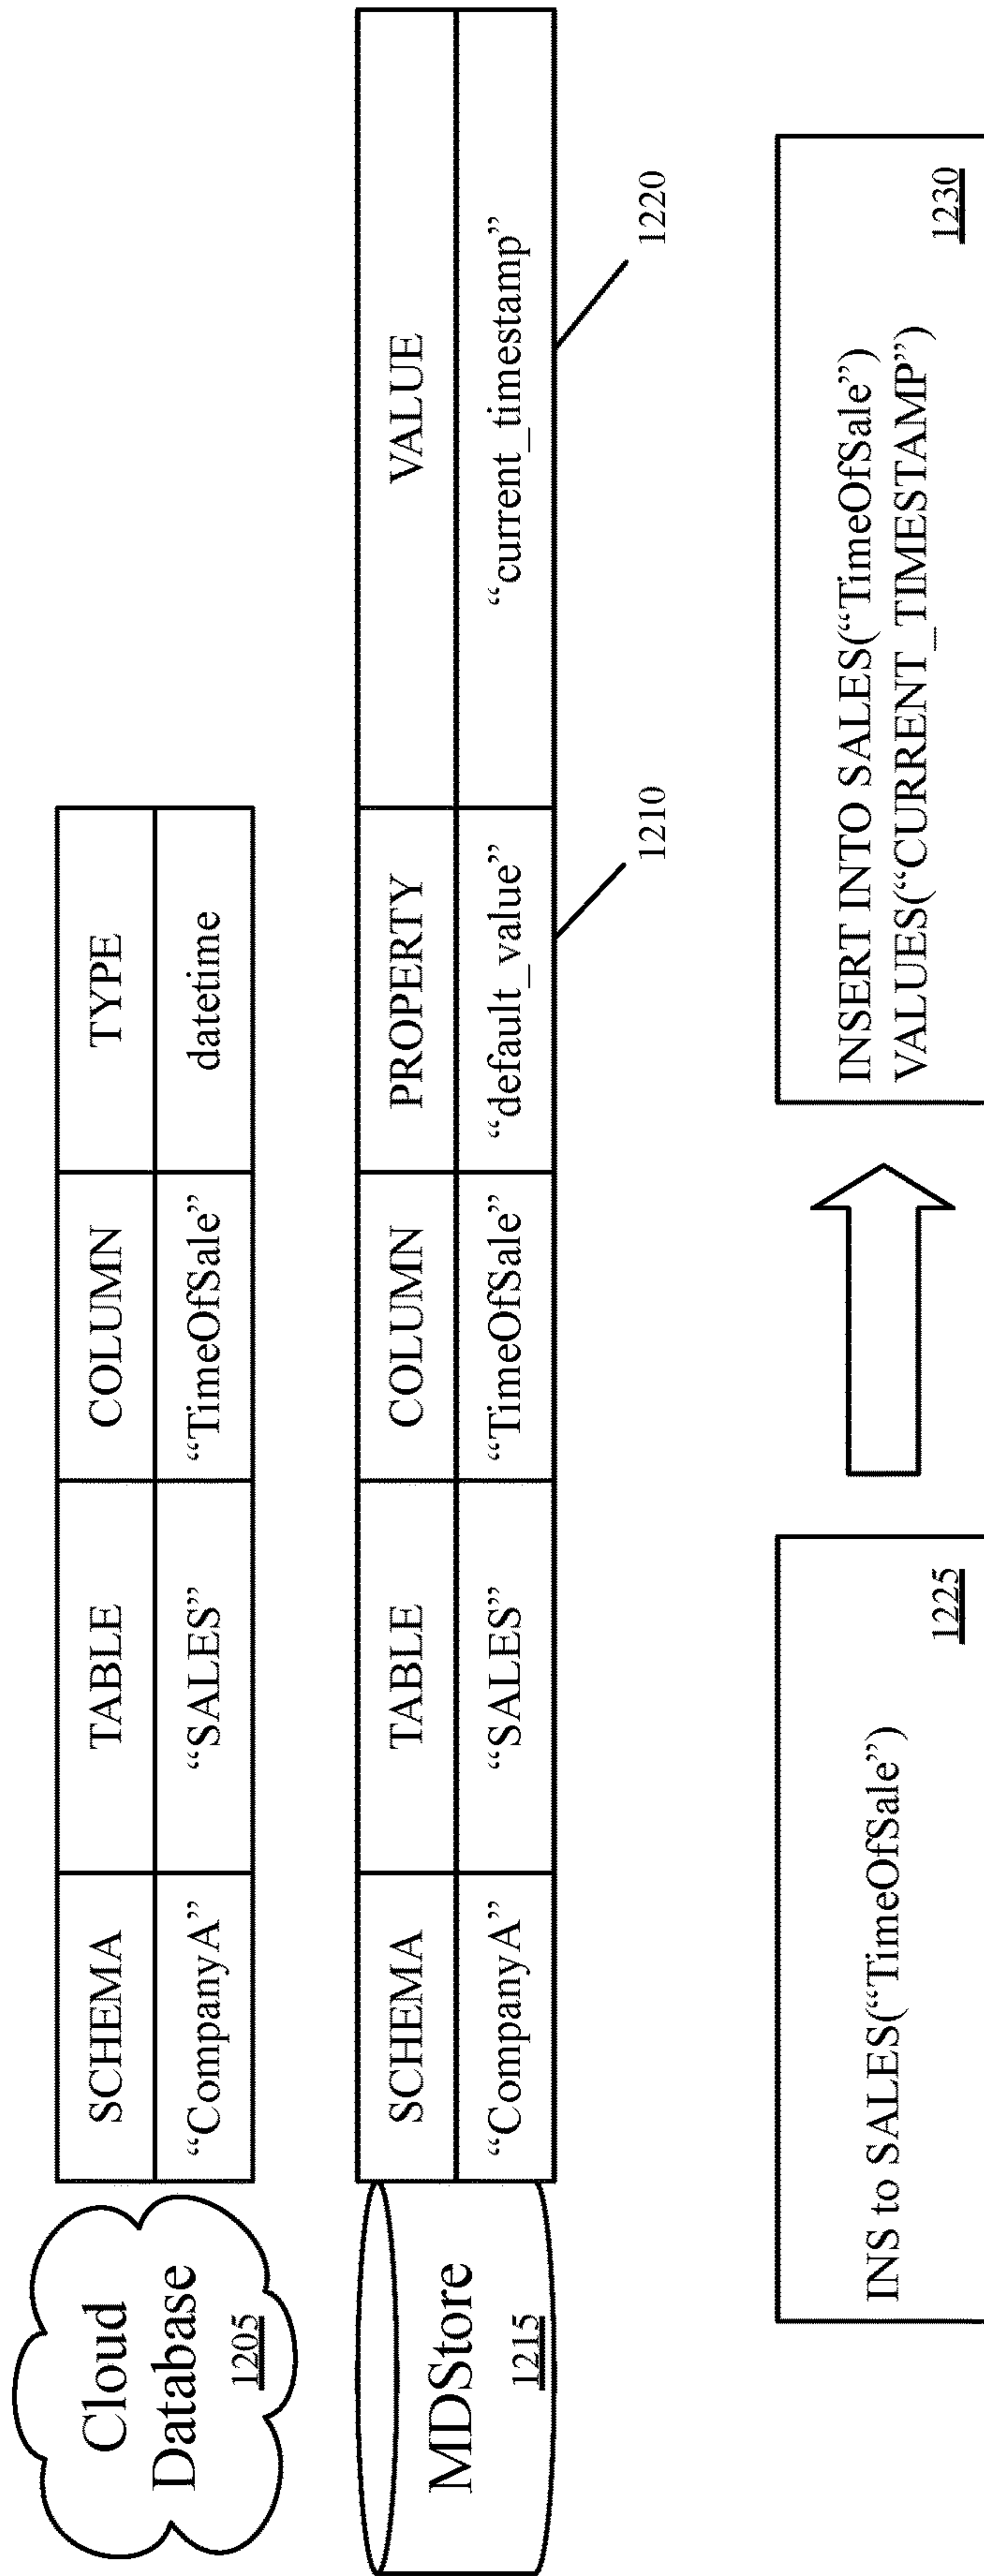 Cloud
Database
1205
SCHEMA TABLE COLUMN TYPE
“CompanyA” “SALES” “TimeOfSale” datetime
MDStore
1215
SCHEMA TABLE COLUMN PROPERTY VALUE
“CompanyA” “SALES” “TimeOfSale” “default_value” “current_timestamp”
1210
1220
INS to SALES(“TimeOfSale”)
1225
INSERT INTO SALES(“TimeOfSale”)
VALUES(“CURRENT_TIMESTAMP”)
1230